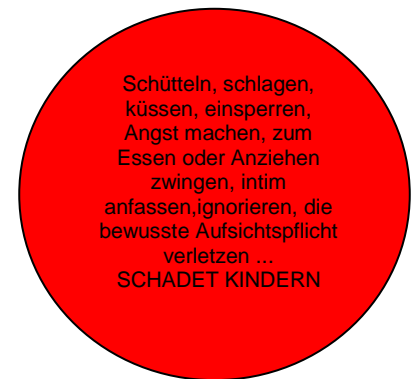 Schütteln, schlagen,
küssen, einsperren,
Angst machen, zum
Essen oder Anziehen
zwingen, intim
anfassen,ignorieren, die
bewusste Aufsichtspflicht
verletzen ...
SCHADET KINDERN